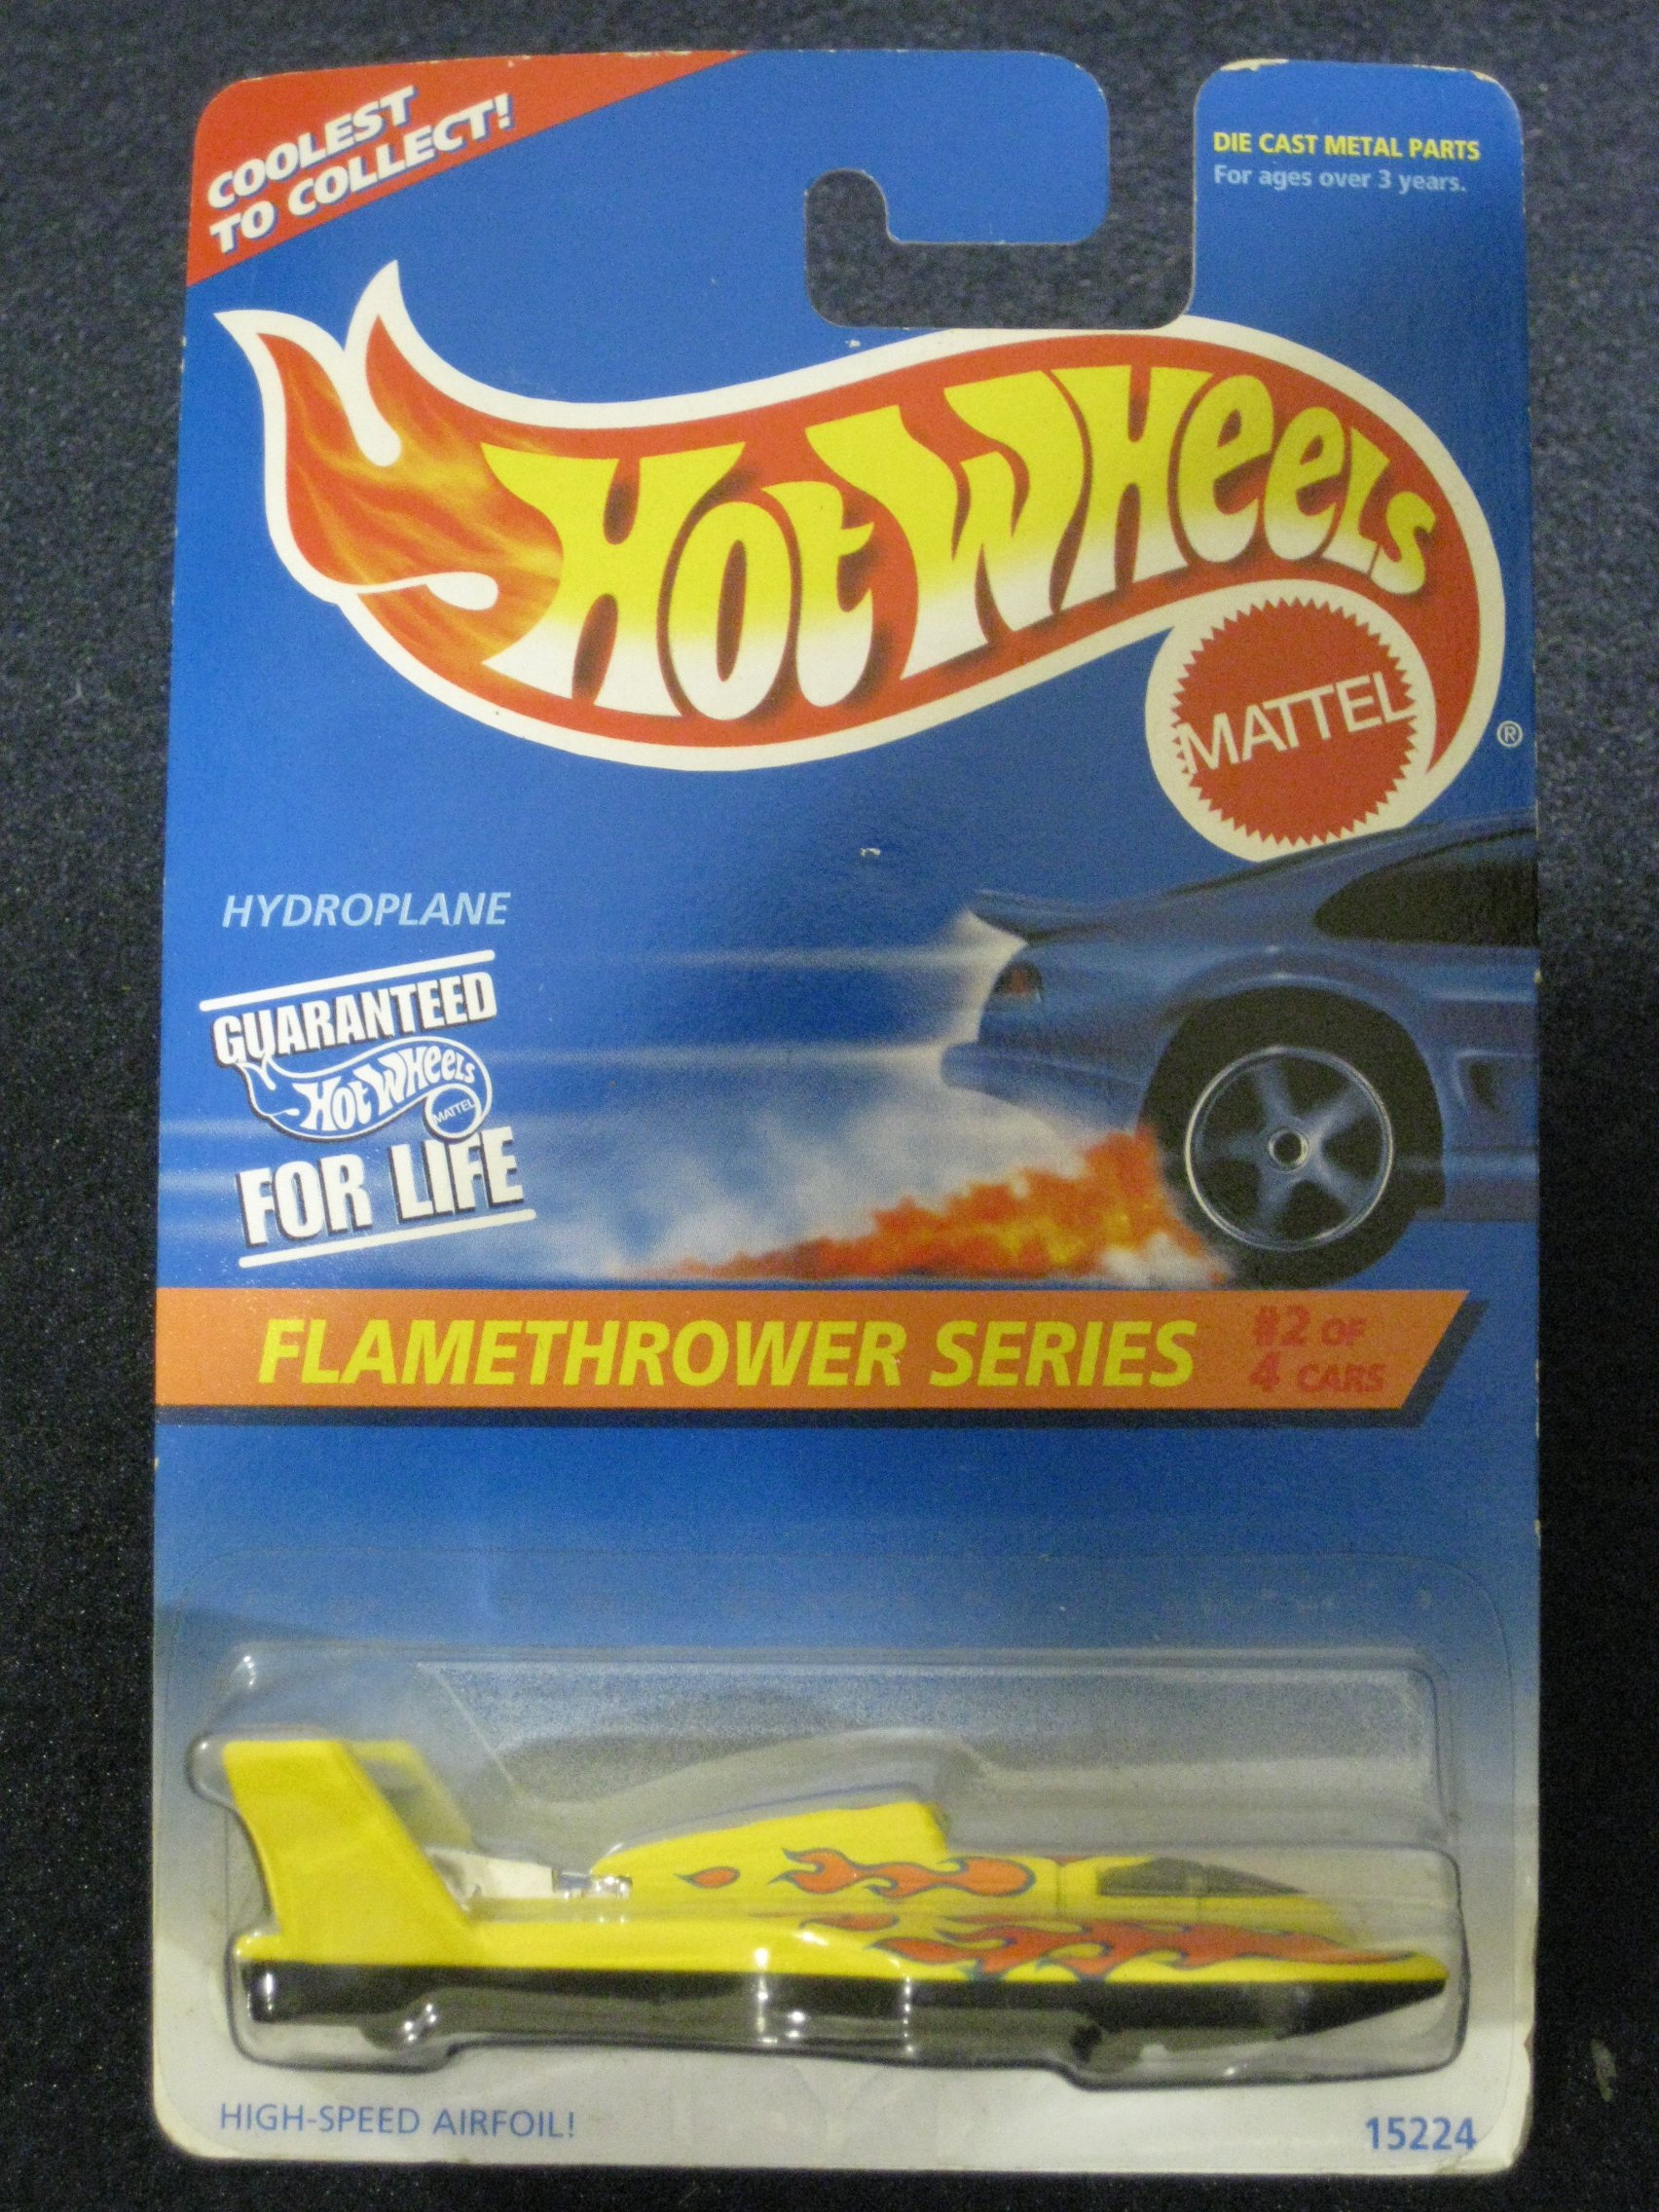 COOLEST
TO COLLECT!
DIE CAST METAL PARTS
For ages over 3 years.
HOT WHEELS
MATTEL
®
HYDROPLANE
GUARANTEED
HOT WHEELS
MATTEL
FOR LIFE
FLAMETHROWER SERIES
#2 OF
4 CARS
HIGH-SPEED AIRFOIL!
15224